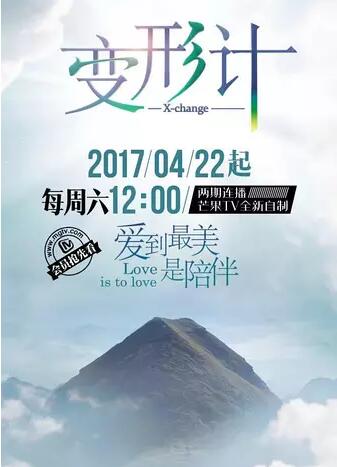 变形计
X-change
2017/04/22起
每周六12:00/两期连播
芒果TV全新自制
www.mgtv.com
tv
会员抢先看
爱到最美
Love 是陪伴
is to love